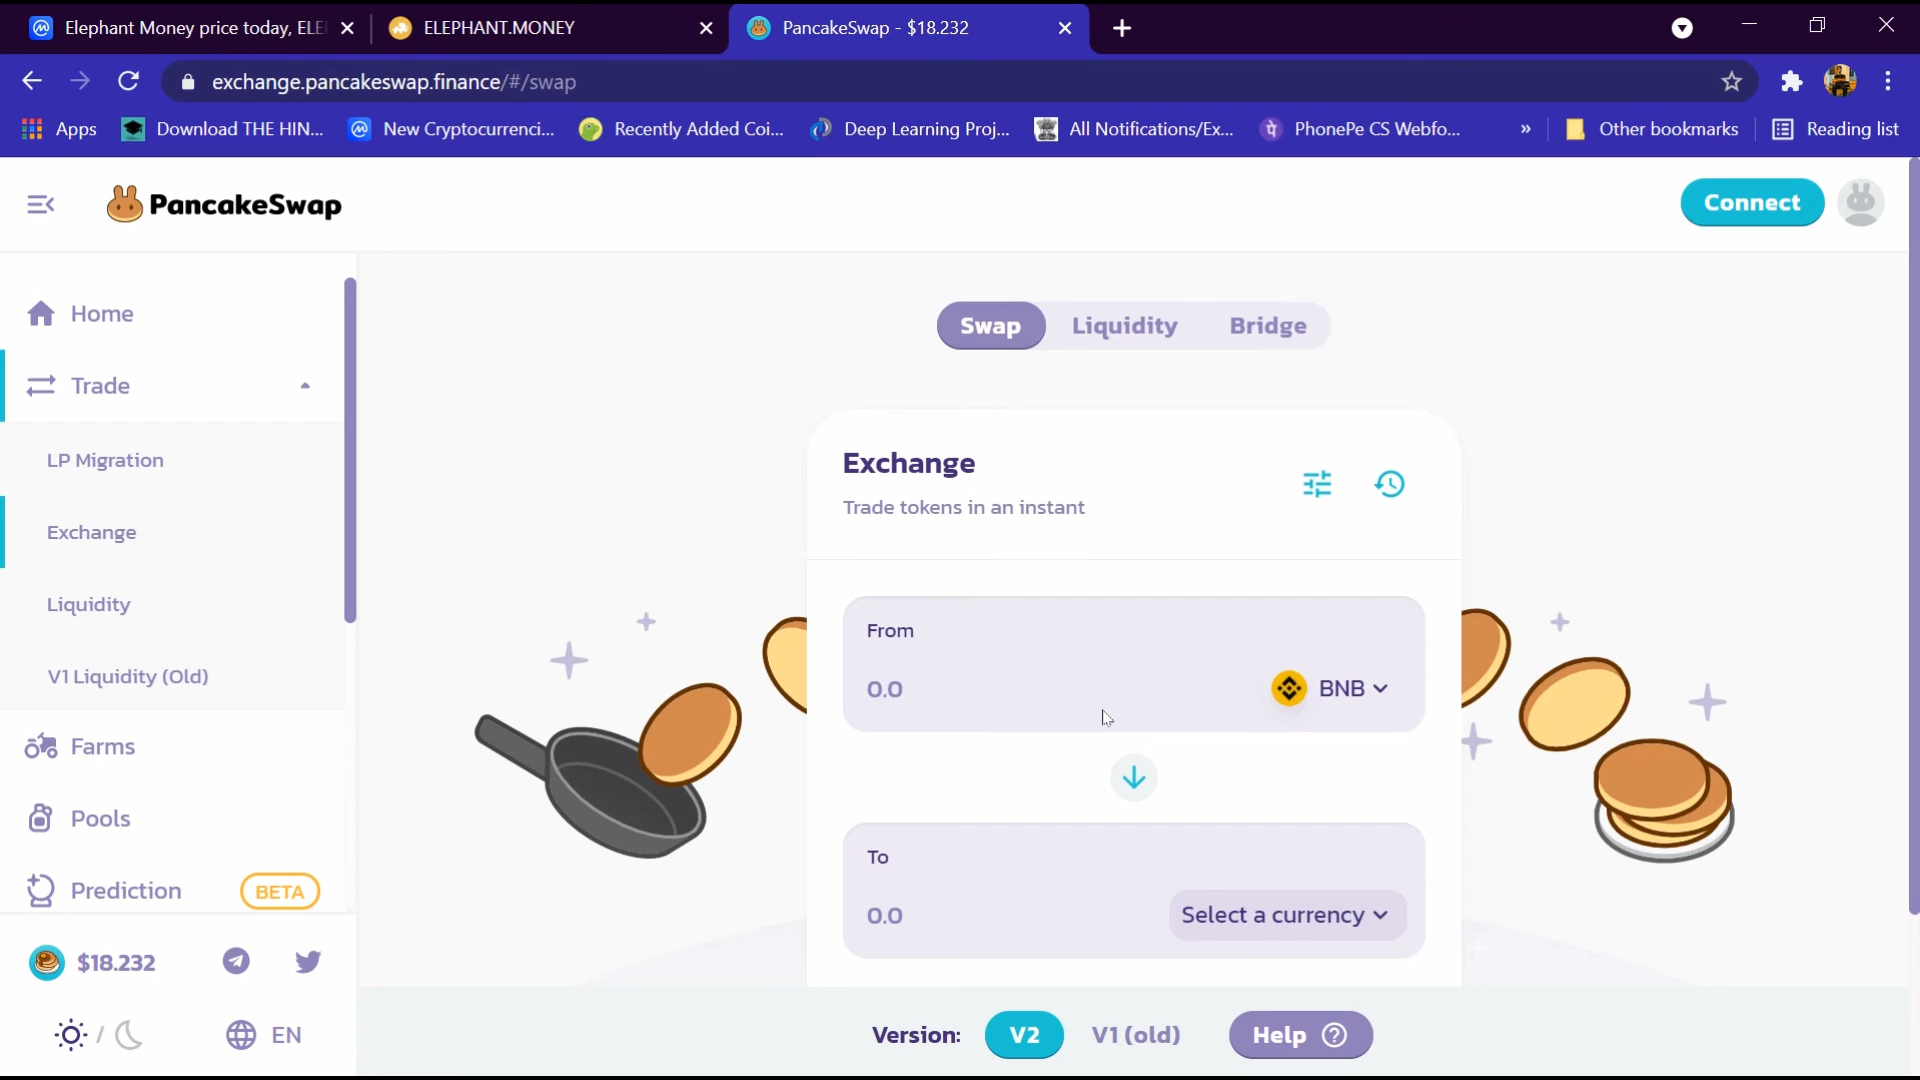 Elephant Money price today, ELE
ELEPHANT.MONEY
PancakeSwap - $18.232
exchange.pancakeswap.finance/#/swap
Apps
Download THE HIN...
New Cryptocurrenci...
Recently Added Coi...
Deep Learning Proj...
All Notifications/Ex...
PhonePe CS Webfo...
»
Other bookmarks
Reading list
PancakeSwap
Connect
Home
Trade
LP Migration
Exchange
Liquidity
V1 Liquidity (Old)
Farms
Pools
Prediction
BETA
$18.232
/
EN
Swap
Liquidity
Bridge
Exchange
Trade tokens in an instant
From
0.0
BNB
To
0.0
Select a currency
Version:
V2
V1 (old)
Help ?